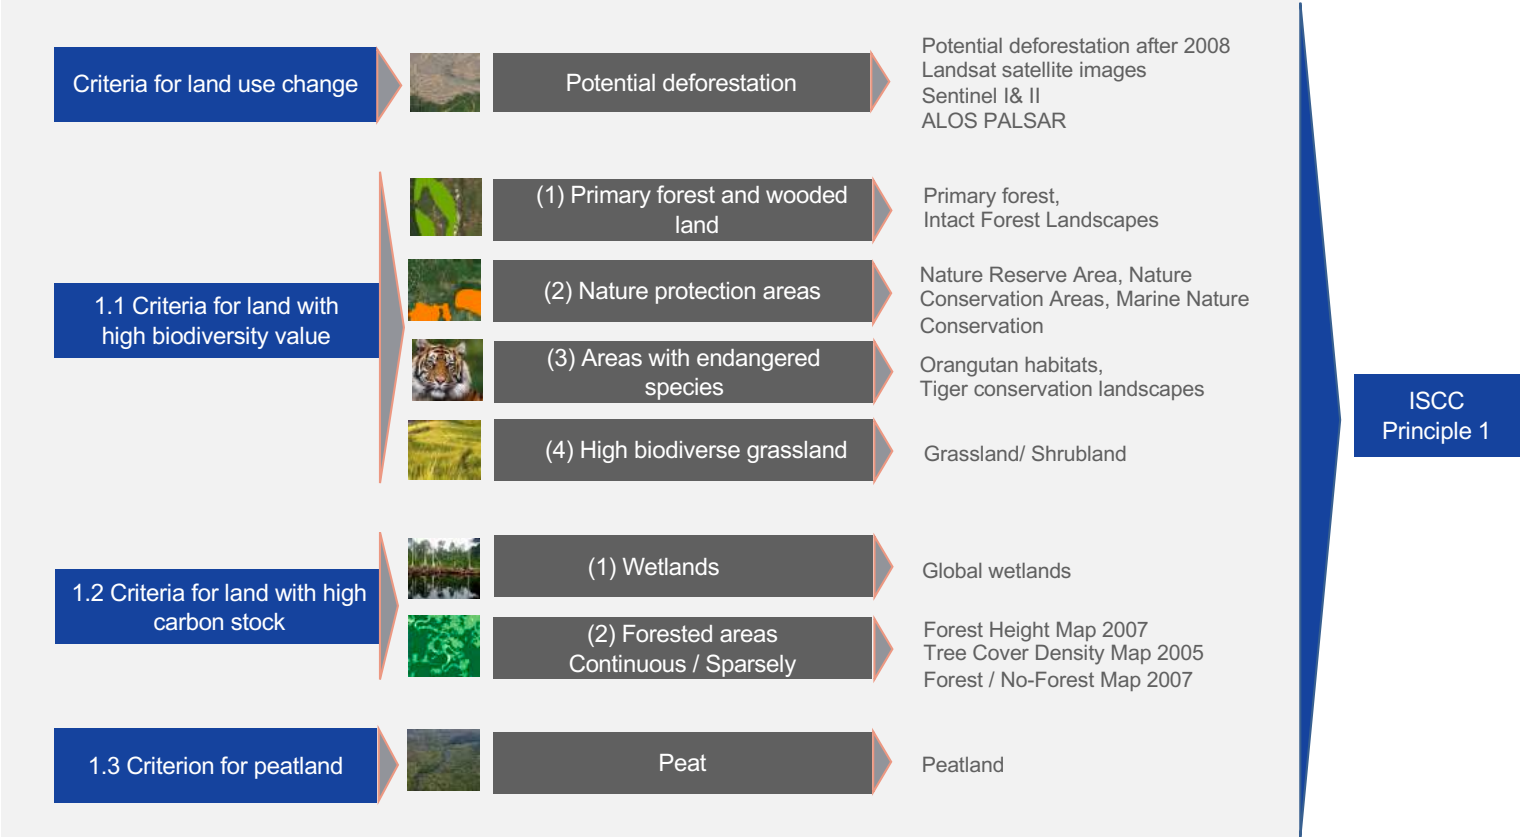 Criteria for land use change
Potential deforestation
Potential deforestation after 2008
Landsat satellite images
Sentinel I& II
ALOS PALSAR
1.1 Criteria for land with
high biodiversity value
(1) Primary forest and wooded
land
Primary forest,
Intact Forest Landscapes
(2) Nature protection areas
Nature Reserve Area, Nature
Conservation Areas, Marine Nature
Conservation
(3) Areas with endangered
species
Orangutan habitats,
Tiger conservation landscapes
(4) High biodiverse grassland
Grassland/ Shrubland
1.2 Criteria for land with high
carbon stock
(1) Wetlands
Global wetlands
(2) Forested areas
Continuous / Sparsely
Forest Height Map 2007
Tree Cover Density Map 2005
Forest / No-Forest Map 2007
1.3 Criterion for peatland
Peat
Peatland
ISCC
Principle 1